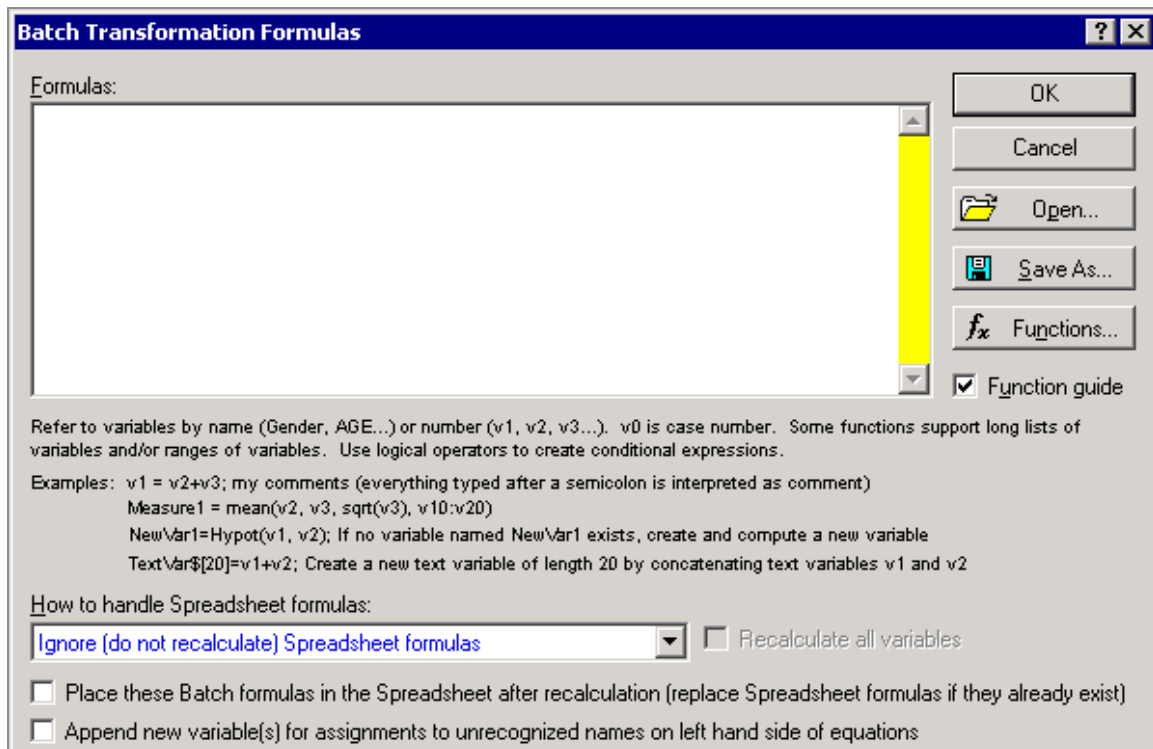 Batch Transformation Formulas
Formulas:
OK
Cancel
Open...
Save As...
fx Functions...
Function guide
Refer to variables by name (Gender, AGE...) or number (v1, v2, v3...). v0 is case number. Some functions support long lists of
variables and/or ranges of variables. Use logical operators to create conditional expressions.
Examples: v1 = v2+v3; my comments (everything typed after a semicolon is interpreted as comment)
Measure1 = mean(v2, v3, sqrt(v3), v10:v20)
NewVar1=Hypot(v1, v2); If no variable named NewVar1 exists, create and compute a new variable
TextVar$[20]=v1+v2; Create a new text variable of length 20 by concatenating text variables v1 and v2
How to handle Spreadsheet formulas:
Ignore (do not recalculate) Spreadsheet formulas
Recalculate all variables
Place these Batch formulas in the Spreadsheet after recalculation (replace Spreadsheet formulas if they already exist)
Append new variable(s) for assignments to unrecognized names on left hand side of equations